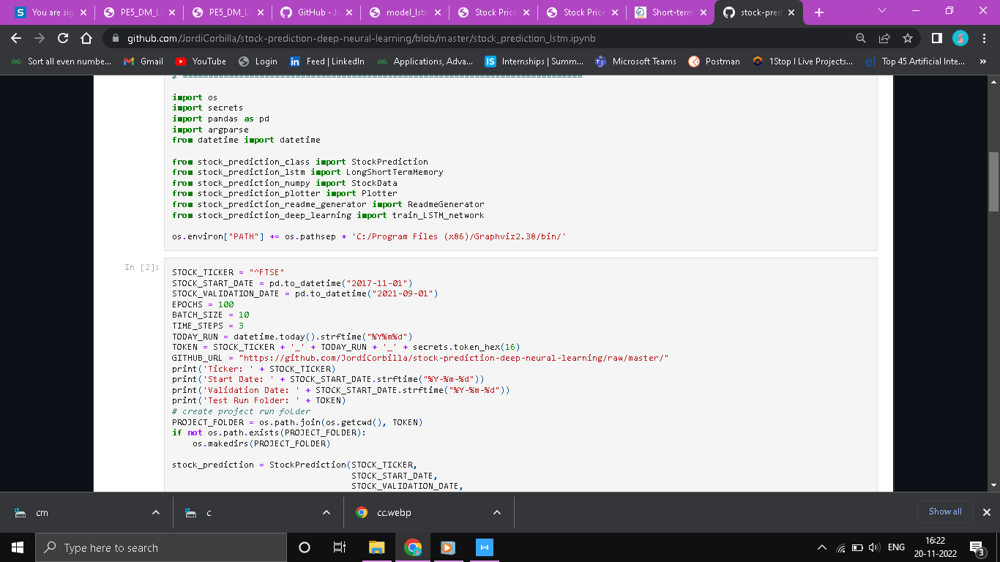 You are sig
PE5_DM_L
PE5_DM_L
GitHub - Jo
model_lstm
Stock Price
Stock Price
Short-term
stock-pred
github.com/JordiCorbilla/stock-prediction-deep-neural-learning/blob/master/stock_prediction_lstm.ipynb
Sort all even numbe...
Gmail
YouTube
Login
Feed | LinkedIn
Applications, Adva...
Internships | Summ...
Microsoft Teams
Postman
1Stop I Live Projects...
Top 45 Artificial Inte...
»
import os
import secrets
import pandas as pd
import argparse
from datetime import datetime
from stock_prediction_class import StockPrediction
from stock_prediction_lstm import LongShortTermMemory
from stock_prediction_numpy import StockData
from stock_prediction_plotter import Plotter
from stock_prediction_readme_generator import ReadmeGenerator
from stock_prediction_deep_learning import train_LSTM_network
os.environ["PATH"] += os.pathsep + 'C:/Program Files (x86)/Graphviz2.38/bin/'
In [2]:
STOCK_TICKER = "^FTSE"
STOCK_START_DATE = pd.to_datetime("2017-11-01")
STOCK_VALIDATION_DATE = pd.to_datetime("2021-09-01")
EPOCHS = 100
BATCH_SIZE = 10
TIME_STEPS = 3
TODAY_RUN = datetime.today().strftime("%Y%m%d")
TOKEN = STOCK_TICKER + '_' + TODAY_RUN + '_' + secrets.token_hex(16)
GITHUB_URL = "https://github.com/JordiCorbilla/stock-prediction-deep-neural-learning/raw/master/"
print('Ticker: ' + STOCK_TICKER)
print('Start Date: ' + STOCK_START_DATE.strftime("%Y-%m-%d"))
print('Validation Date: ' + STOCK_START_DATE.strftime("%Y-%m-%d"))
print('Test Run Folder: ' + TOKEN)
# create project run folder
PROJECT_FOLDER = os.path.join(os.getcwd(), TOKEN)
if not os.path.exists(PROJECT_FOLDER):
    os.makedirs(PROJECT_FOLDER)
stock_prediction = StockPrediction(STOCK_TICKER,
STOCK_START_DATE,
STOCK_VALIDATION_DATE,
cm
c
cc.webp
Show all
Type here to search
ENG
16:22
20-11-2022
3